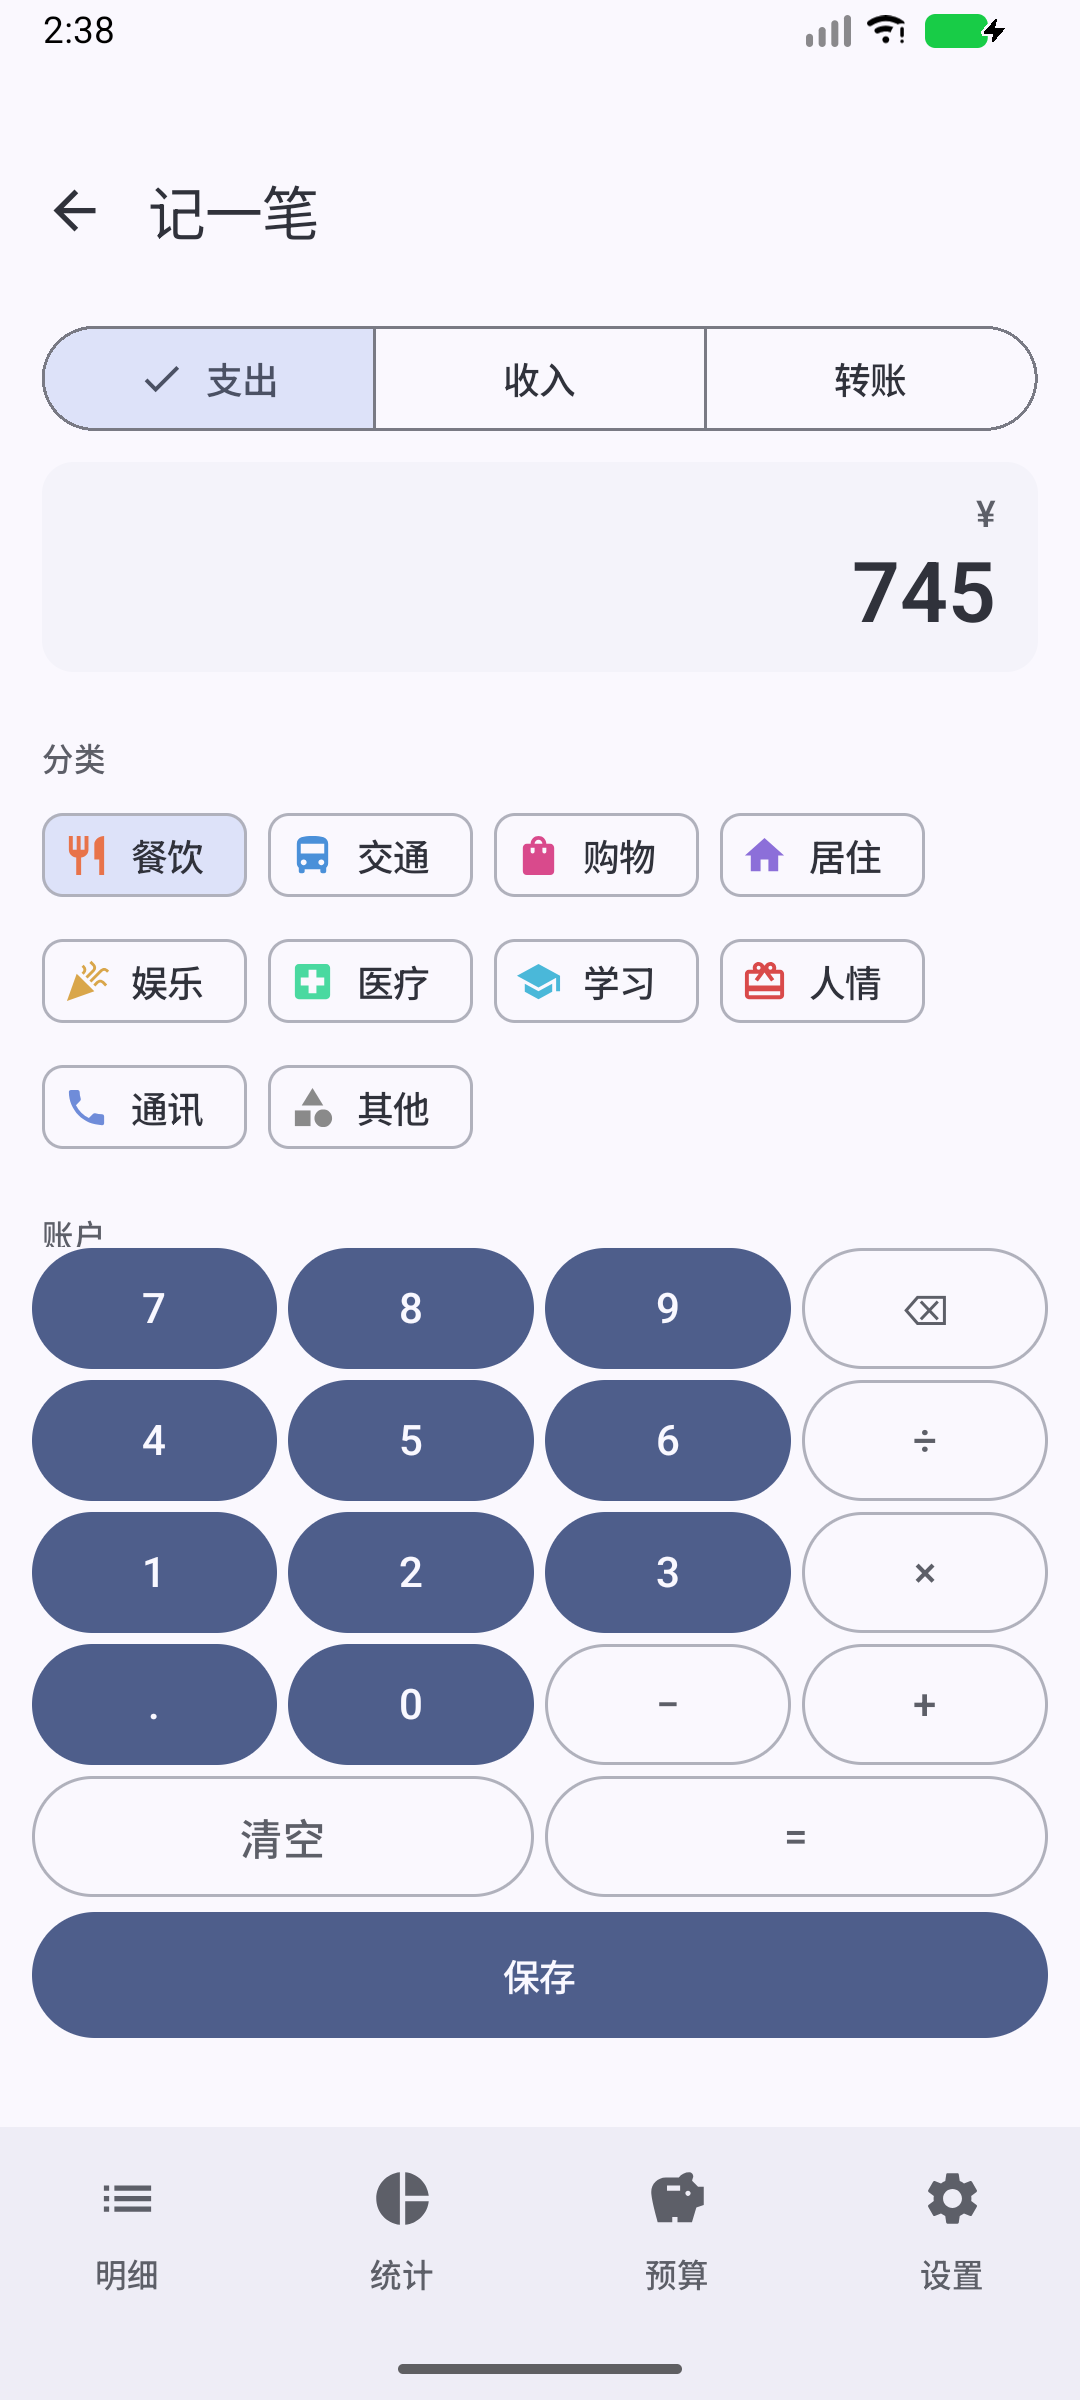 2:38
记一笔
支出 收入 转账
¥
745
分类
餐饮 交通 购物 居住
娱乐 医疗 学习 人情
通讯 其他
账户
7 8 9
4 5 6 ÷
1 2 3 ×
. 0 − +
清空 =
保存
明细 统计 预算 设置